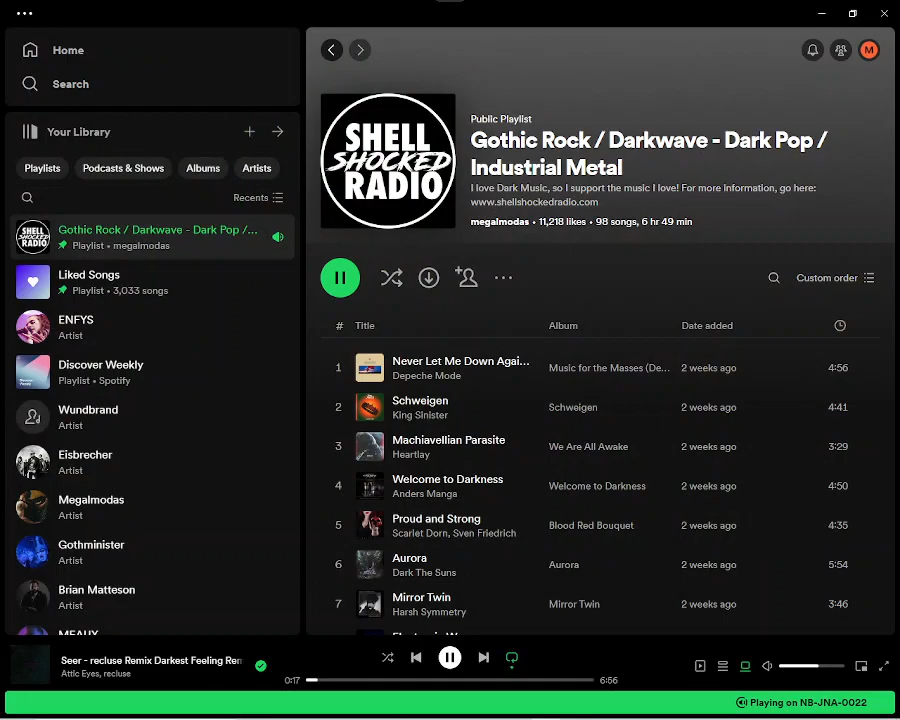 Home
Search
Your Library
Playlists
Podcasts & Shows
Albums
Artists
Recents
Gothic Rock / Darkwave - Dark Pop /...
Playlist • megalmodas
Liked Songs
Playlist • 3,033 songs
ENFYS
Artist
Discover Weekly
Playlist • Spotify
Wundbrand
Artist
Eisbrecher
Artist
Megalmodas
Artist
Gothminister
Artist
Brian Matteson
Artist
MEAUX
M
SHELL
SHOCKED
RADIO
Public Playlist
Gothic Rock / Darkwave - Dark Pop /
Industrial Metal
I love Dark Music, so I support the music I love! For more information, go here:
www.shellshockedradio.com
megalmodas • 11,218 likes • 98 songs, 6 hr 49 min
Custom order
# Title Album Date added
1 Never Let Me Down Agai... Music for the Masses (De... 2 weeks ago 4:56
Depeche Mode
2 Schweigen Schweigen 2 weeks ago 4:41
King Sinister
3 Machiavellian Parasite We Are All Awake 2 weeks ago 3:29
Heartlay
4 Welcome to Darkness Welcome to Darkness 2 weeks ago 4:50
Anders Manga
5 Proud and Strong Blood Red Bouquet 2 weeks ago 4:35
Scarlet Dorn, Sven Friedrich
6 Aurora Aurora 2 weeks ago 5:54
Dark The Suns
7 Mirror Twin Mirror Twin 2 weeks ago 3:46
Harsh Symmetry
Seer - recluse Remix Darkest Feeling Ren
Attic Eyes, recluse
0:17
6:56
Playing on NB-JNA-0022